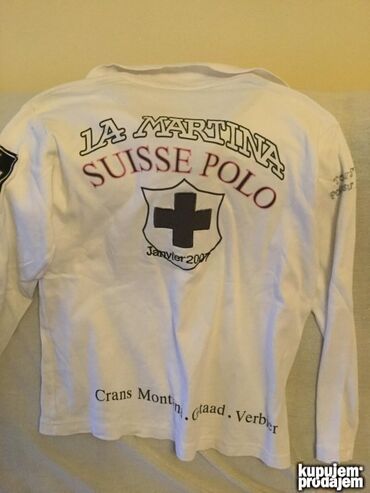 LA MARTINA
SUISSE POLO
Janvier 2007
Crans Montana . Gstaad . Verbier
kupujem
prodajem